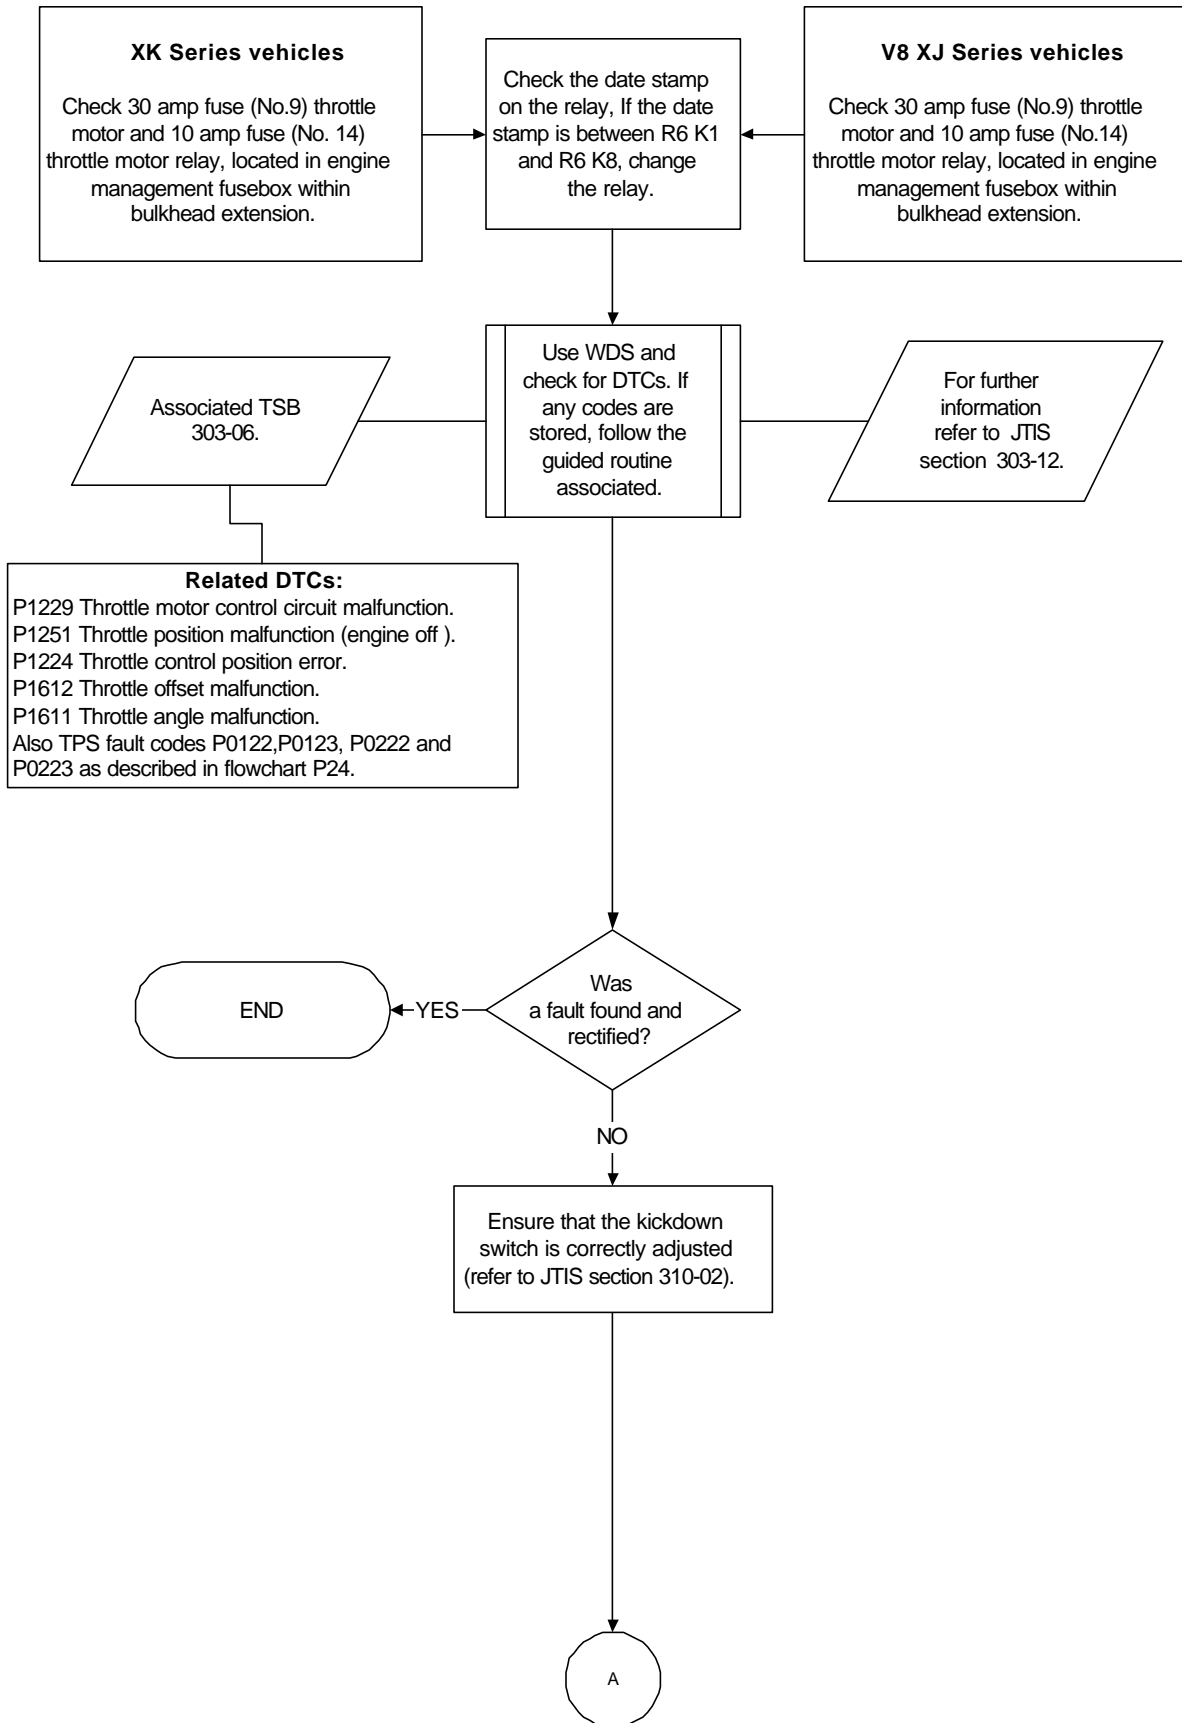 XK Series vehicles
Check 30 amp fuse (No.9) throttle
motor and 10 amp fuse (No. 14)
throttle motor relay, located in engine
management fusebox within
bulkhead extension.
Check the date stamp
on the relay, If the date
stamp is between R6 K1
and R6 K8, change
the relay.
V8 XJ Series vehicles
Check 30 amp fuse (No.9) throttle
motor and 10 amp fuse (No.14)
throttle motor relay, located in engine
management fusebox within
bulkhead extension.
Associated TSB
303-06.
Use WDS and
check for DTCs. If
any codes are
stored, follow the
guided routine
associated.
For further
information
refer to JTIS
section 303-12.
Related DTCs:
P1229 Throttle motor control circuit malfunction.
P1251 Throttle position malfunction (engine off ).
P1224 Throttle control position error.
P1612 Throttle offset malfunction.
P1611 Throttle angle malfunction.
Also TPS fault codes P0122,P0123, P0222 and
P0223 as described in flowchart P24.
Was
a fault found and
rectified?
YES
END
NO
Ensure that the kickdown
switch is correctly adjusted
(refer to JTIS section 310-02).
A